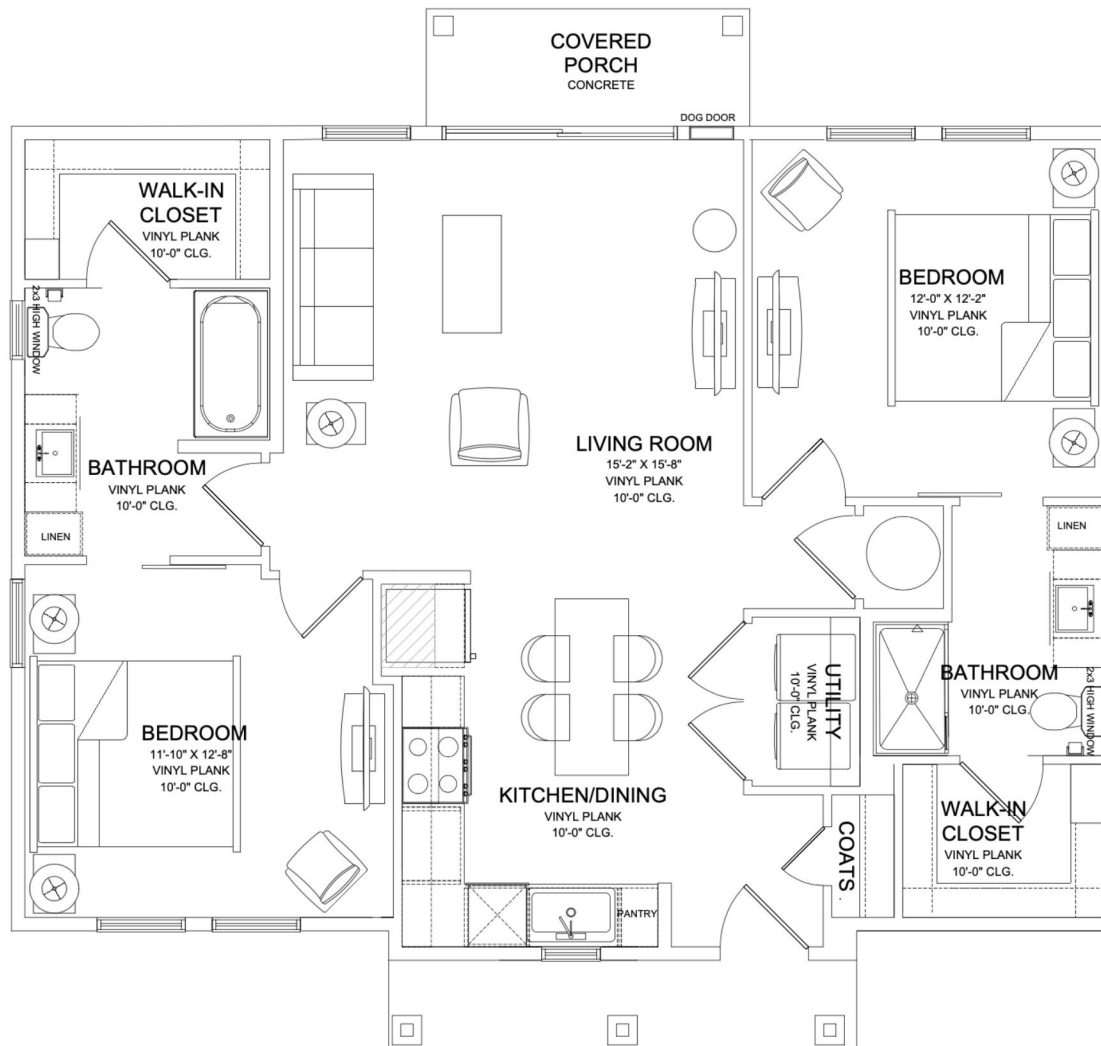 COVERED
PORCH
CONCRETE
DOG DOOR
WALK-IN
CLOSET
VINYL PLANK
10'-0" CLG.
2x3 HIGH WINDOW
BEDROOM
12'-0" X 12'-2"
VINYL PLANK
10'-0" CLG.
LIVING ROOM
15'-2" X 15'-8"
VINYL PLANK
10'-0" CLG.
BATHROOM
VINYL PLANK
10'-0" CLG.
LINEN
LINEN
UTILITY
VINYL PLANK
10'-0" CLG.
BATHROOM
VINYL PLANK
10'-0" CLG.
2x3 HIGH WINDOW
BEDROOM
11'-10" X 12'-8"
VINYL PLANK
10'-0" CLG.
KITCHEN/DINING
VINYL PLANK
10'-0" CLG.
COATS
WALK-IN
CLOSET
VINYL PLANK
10'-0" CLG.
PANTRY